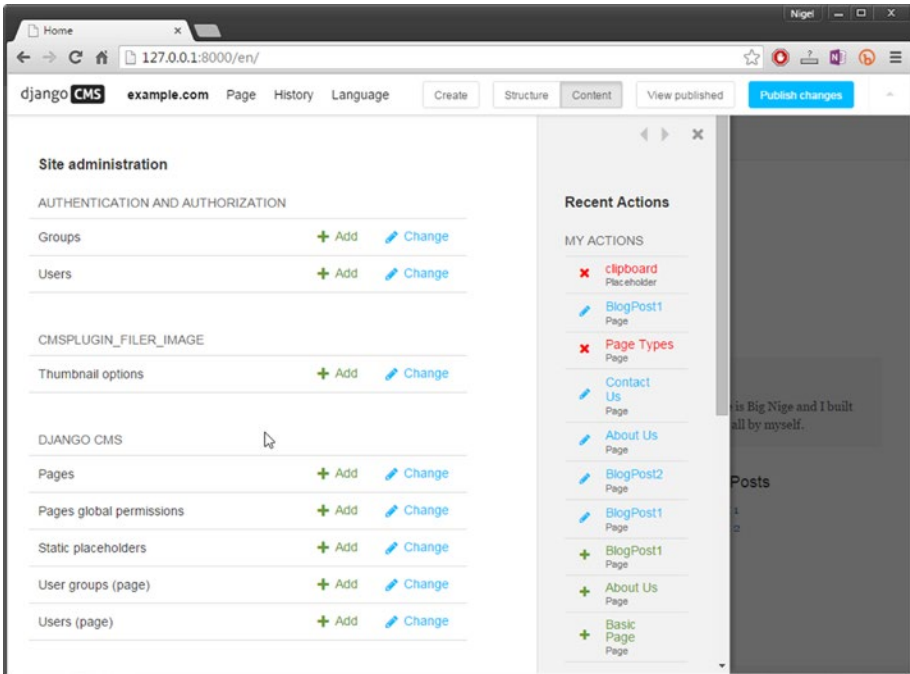 Nigel
Home
127.0.0.1:8000/en/
django CMS example.com Page History Language Create Structure Content View published Publish changes
Site administration
AUTHENTICATION AND AUTHORIZATION
Groups Add Change
Users Add Change
CMSPLUGIN_FILER_IMAGE
Thumbnail options Add Change
DJANGO CMS
Pages Add Change
Pages global permissions Add Change
Static placeholders Add Change
User groups (page) Add Change
Users (page) Add Change
Recent Actions
MY ACTIONS
clipboard
Placeholder
BlogPost1
Page
Page Types
Page
Contact
Us
Page
About Us
Page
BlogPost2
Page
BlogPost1
Page
BlogPost1
Page
About Us
Page
Basic
Page
Page
is Big Nige and I built
all by myself.
Posts
1
2